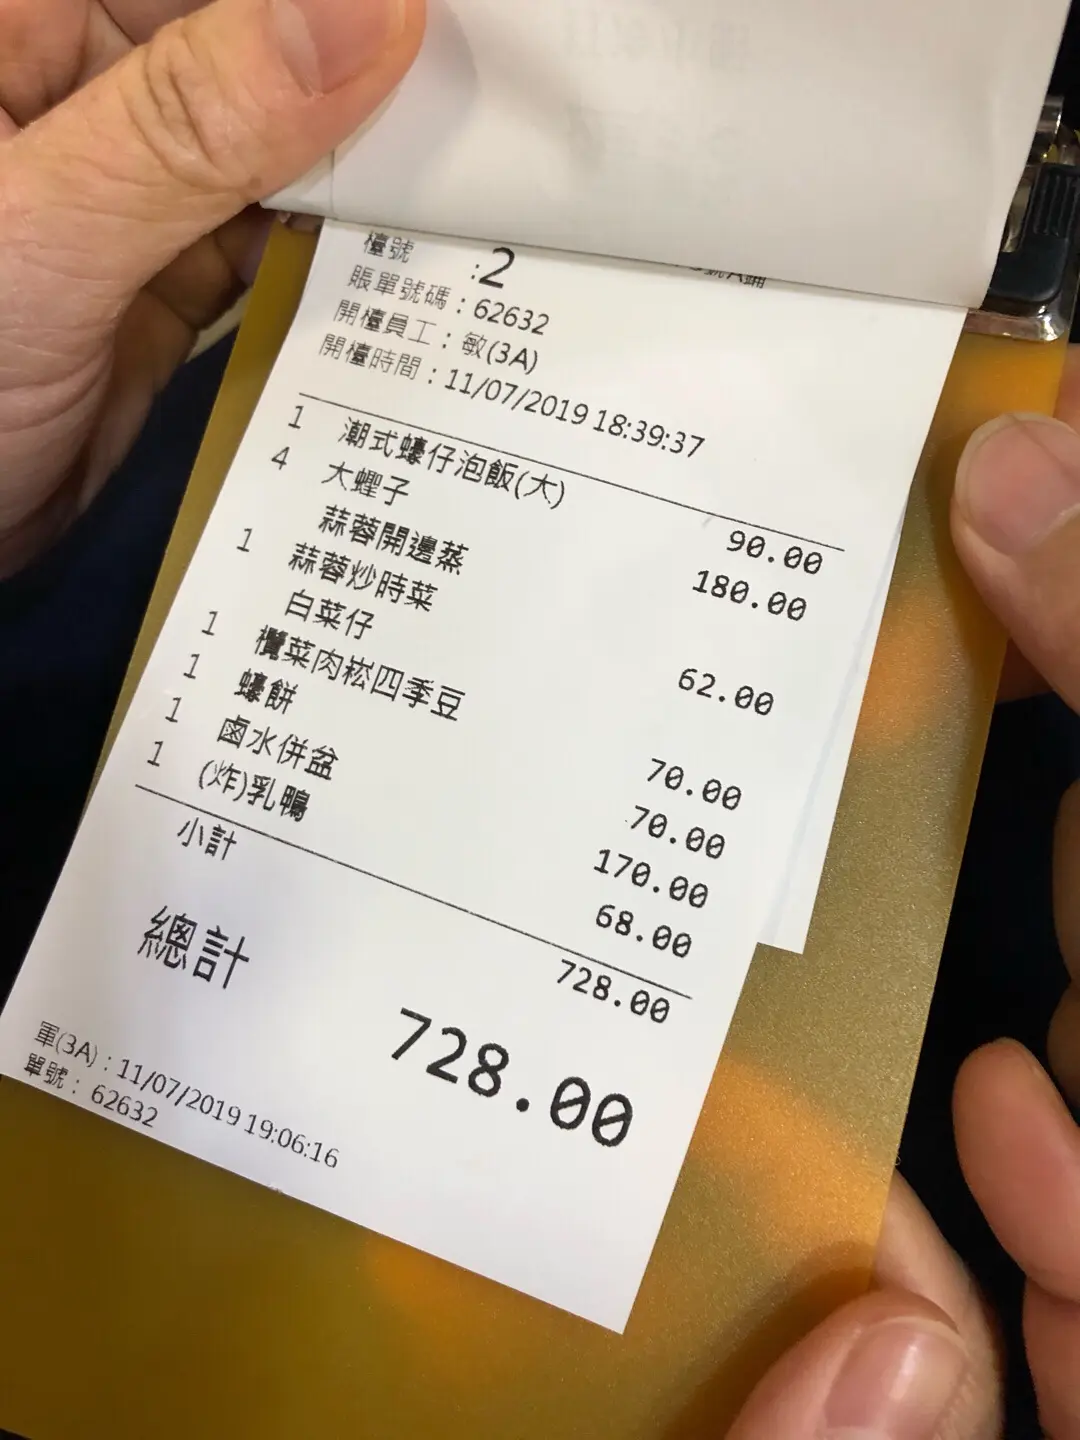 檯號 :2
賬單號碼 : 62632
開檯員工 : 敏(3A)
開檯時間 : 11/07/2019 18:39:37
1 潮式蠔仔泡飯(大) 90.00
4 大蟶子 180.00
蒜蓉開邊蒸
1 蒜蓉炒時菜 62.00
白菜仔
1 欖菜肉崧四季豆 70.00
1 蠔餅 70.00
1 鹵水併盆 170.00
1 (炸)乳鴨 68.00
小計 728.00
總計 728.00
軍(3A) : 11/07/2019 19:06:16
單號 : 62632